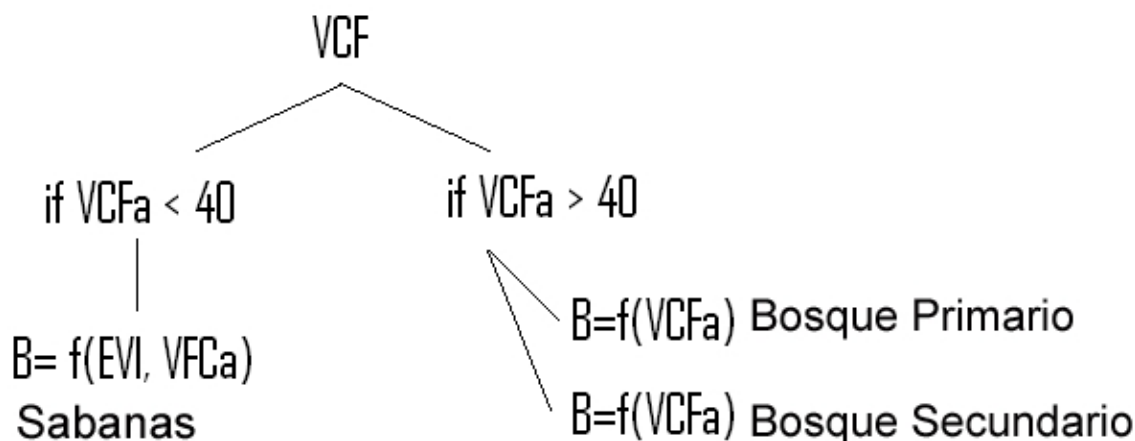 VCF
if VCFa < 40
if VCFa > 40
B=f(VCFa) Bosque Primario
B= f(EVI, VFCa)
Sabanas
B=f(VCFa) Bosque Secundario